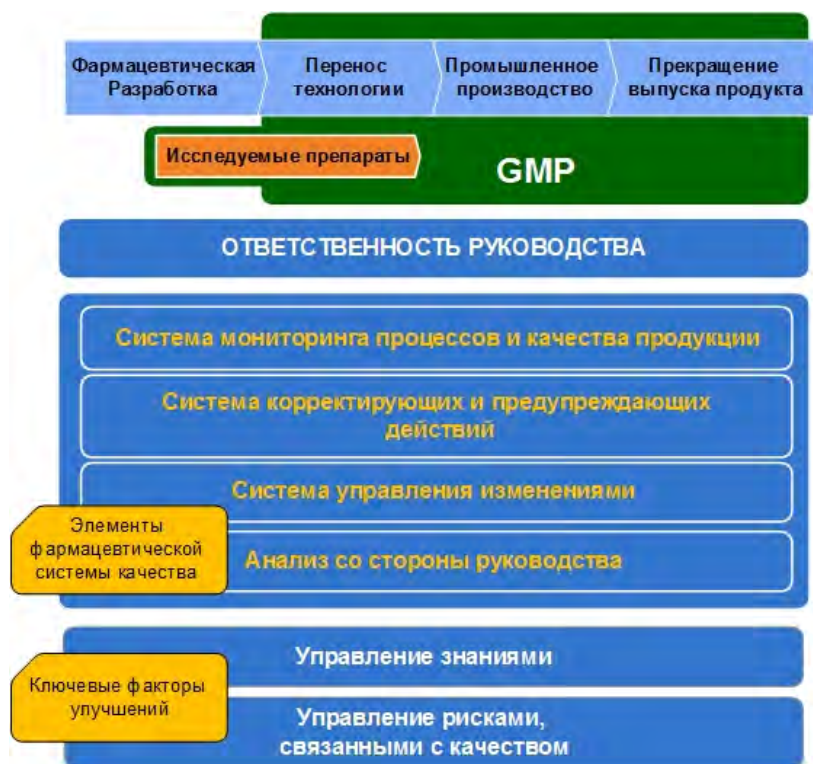 Фармацевтическая
Разработка
Перенос
технологии
Промышленное
производство
Прекращение
выпуска продукта
Исследуемые препараты
GMP
ОТВЕТСТВЕННОСТЬ РУКОВОДСТВА
Система мониторинга процессов и качества продукции
Система корректирующих и предупреждающих
действий
Система управления изменениями
Элементы
фармацевтической
системы качества
Анализ со стороны руководства
Управление знаниями
Ключевые факторы
улучшений
Управление рисками,
связанными с качеством